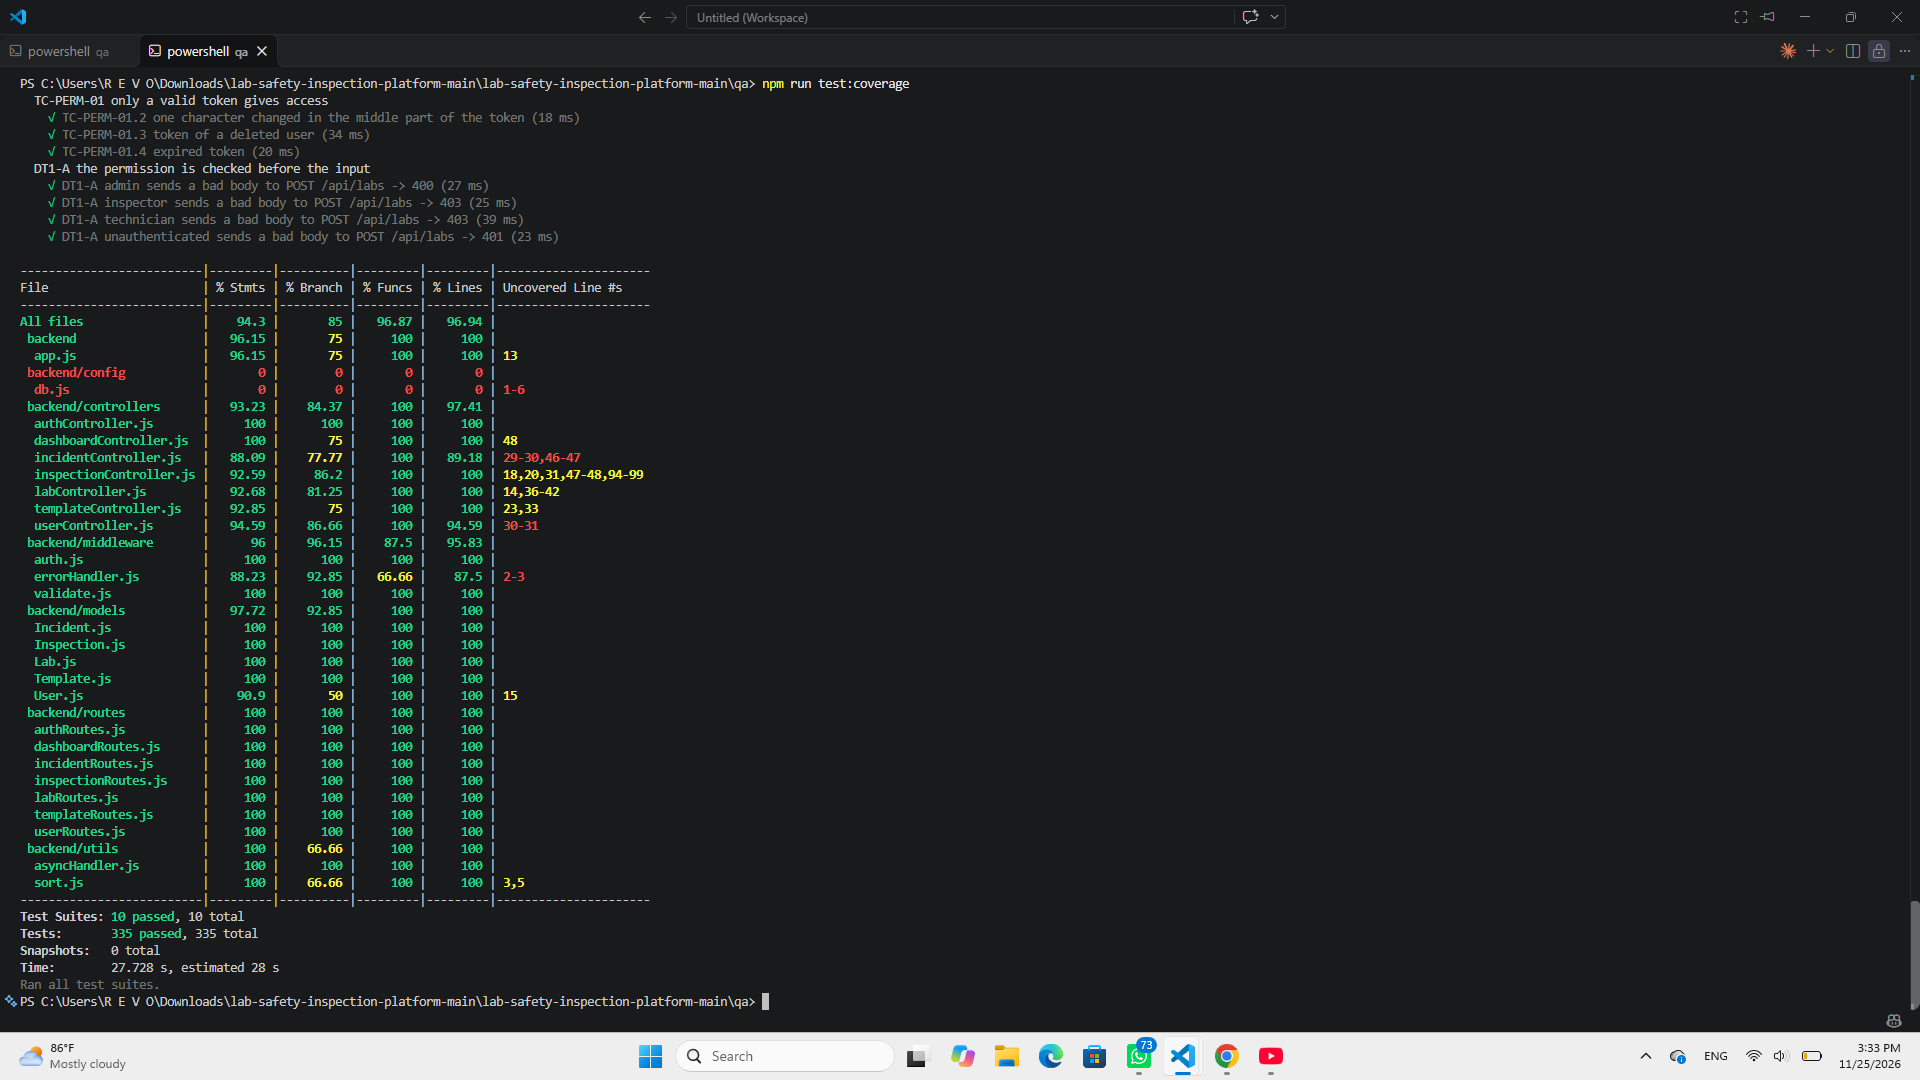 Untitled (Workspace)
powershell qa
powershell qa
PS C:\Users\R E V O\Downloads\lab-safety-inspection-platform-main\lab-safety-inspection-platform-main\qa> npm run test:coverage
TC-PERM-01 only a valid token gives access
√ TC-PERM-01.2 one character changed in the middle part of the token (18 ms)
√ TC-PERM-01.3 token of a deleted user (34 ms)
√ TC-PERM-01.4 expired token (20 ms)
DT1-A the permission is checked before the input
√ DT1-A admin sends a bad body to POST /api/labs -> 400 (27 ms)
√ DT1-A inspector sends a bad body to POST /api/labs -> 403 (25 ms)
√ DT1-A technician sends a bad body to POST /api/labs -> 403 (39 ms)
√ DT1-A unauthenticated sends a bad body to POST /api/labs -> 401 (23 ms)
--------------------------|---------|----------|---------|---------|----------------------
File | % Stmts | % Branch | % Funcs | % Lines | Uncovered Line #s
--------------------------|---------|----------|---------|---------|----------------------
All files | 94.3 | 85 | 96.87 | 96.94 |
backend | 96.15 | 75 | 100 | 100 |
app.js | 96.15 | 75 | 100 | 100 | 13
backend/config | 0 | 0 | 0 | 0 |
db.js | 0 | 0 | 0 | 0 | 1-6
backend/controllers | 93.23 | 84.37 | 100 | 97.41 |
authController.js | 100 | 100 | 100 | 100 |
dashboardController.js | 100 | 75 | 100 | 100 | 48
incidentController.js | 88.09 | 77.77 | 100 | 89.18 | 29-30,46-47
inspectionController.js | 92.59 | 86.2 | 100 | 100 | 18,20,31,47-48,94-99
labController.js | 92.68 | 81.25 | 100 | 100 | 14,36-42
templateController.js | 92.85 | 75 | 100 | 100 | 23,33
userController.js | 94.59 | 86.66 | 100 | 94.59 | 30-31
backend/middleware | 96 | 96.15 | 87.5 | 95.83 |
auth.js | 100 | 100 | 100 | 100 |
errorHandler.js | 88.23 | 92.85 | 66.66 | 87.5 | 2-3
validate.js | 100 | 100 | 100 | 100 |
backend/models | 97.72 | 92.85 | 100 | 100 |
Incident.js | 100 | 100 | 100 | 100 |
Inspection.js | 100 | 100 | 100 | 100 |
Lab.js | 100 | 100 | 100 | 100 |
Template.js | 100 | 100 | 100 | 100 |
User.js | 90.9 | 50 | 100 | 100 | 15
backend/routes | 100 | 100 | 100 | 100 |
authRoutes.js | 100 | 100 | 100 | 100 |
dashboardRoutes.js | 100 | 100 | 100 | 100 |
incidentRoutes.js | 100 | 100 | 100 | 100 |
inspectionRoutes.js | 100 | 100 | 100 | 100 |
labRoutes.js | 100 | 100 | 100 | 100 |
templateRoutes.js | 100 | 100 | 100 | 100 |
userRoutes.js | 100 | 100 | 100 | 100 |
backend/utils | 100 | 66.66 | 100 | 100 |
asyncHandler.js | 100 | 100 | 100 | 100 |
sort.js | 100 | 66.66 | 100 | 100 | 3,5
--------------------------|---------|----------|---------|---------|----------------------
Test Suites: 10 passed, 10 total
Tests: 335 passed, 335 total
Snapshots: 0 total
Time: 27.728 s, estimated 28 s
Ran all test suites.
PS C:\Users\R E V O\Downloads\lab-safety-inspection-platform-main\lab-safety-inspection-platform-main\qa>
86°F
Mostly cloudy
Search
73
ENG
3:33 PM
11/25/2026